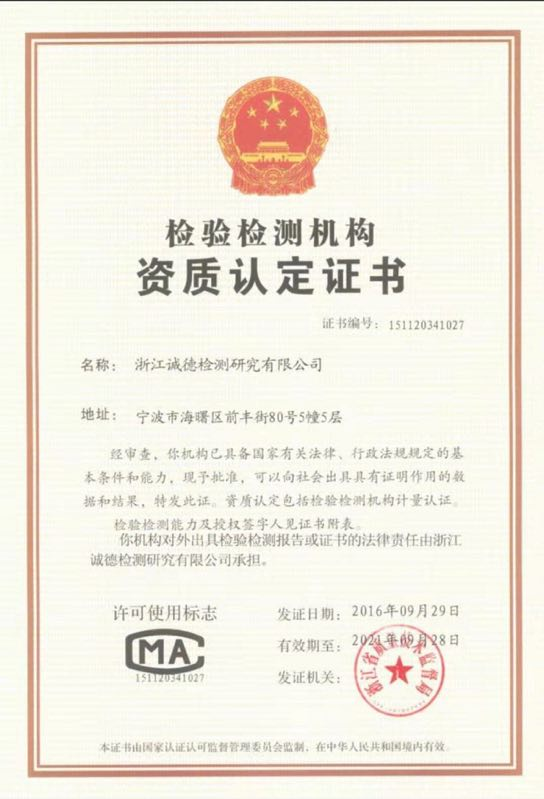 检验检测机构
资质认定证书
证书编号：151120341027
名称：浙江诚德检测研究有限公司
地址：宁波市海曙区前丰街80号5幢5层
经审查，你机构已具备国家有关法律、行政法规规定的基
本条件和能力，现予批准，可以向社会出具具有证明作用的数
据和结果，特发此证。资质认定包括检验检测机构计量认证。
检验检测能力及授权签字人见证书附表。
你机构对外出具检验检测报告或证书的法律责任由浙江
诚德检测研究有限公司承担。
许可使用标志
CMA
151120341027
发证日期：2016年09月29日
有效期至：2021年09月28日
发证机关：
浙江省质量技术监督局
本证书由国家认证认可监督管理委员会监制，在中华人民共和国境内有效。